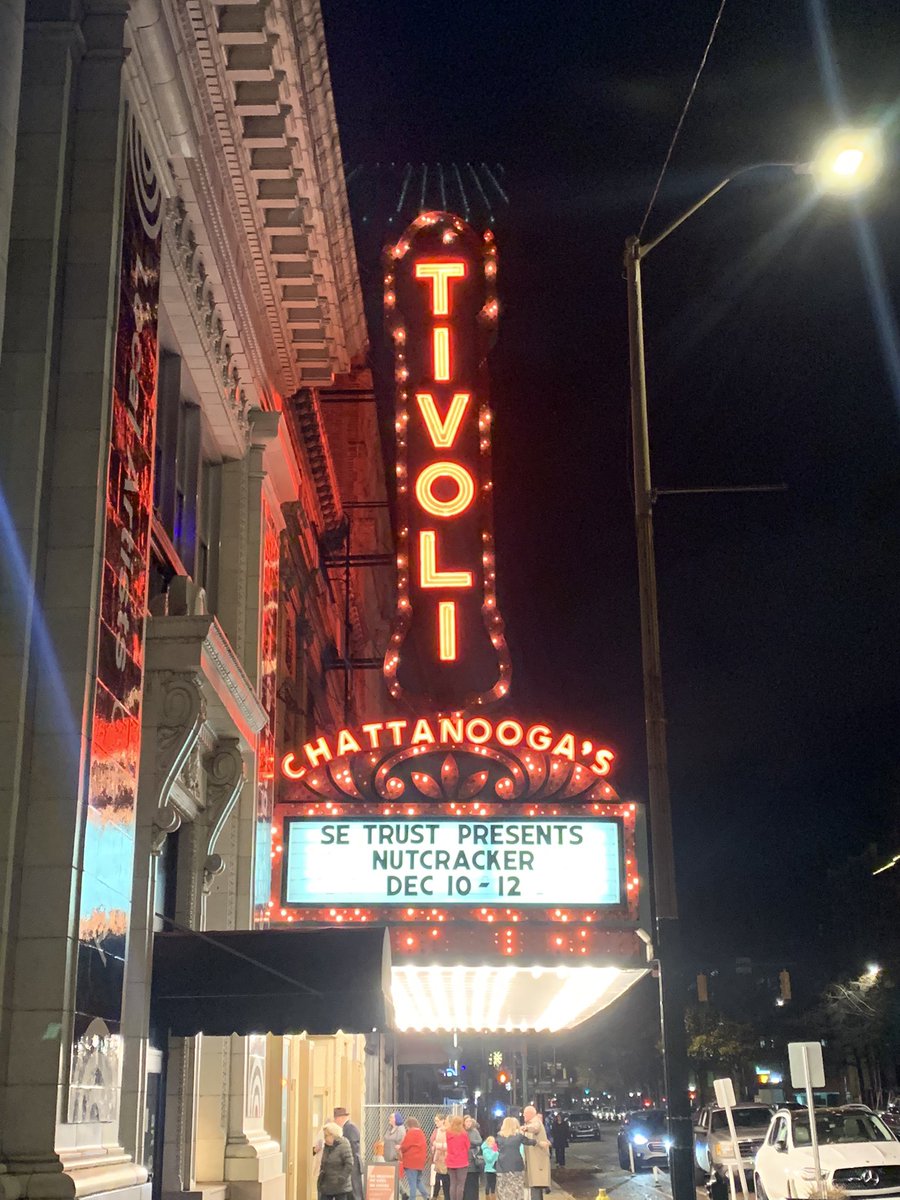 TIVOLI
CHATTANOOGA'S
SE TRUST PRESENTS
NUTCRACKER
DEC 10-12